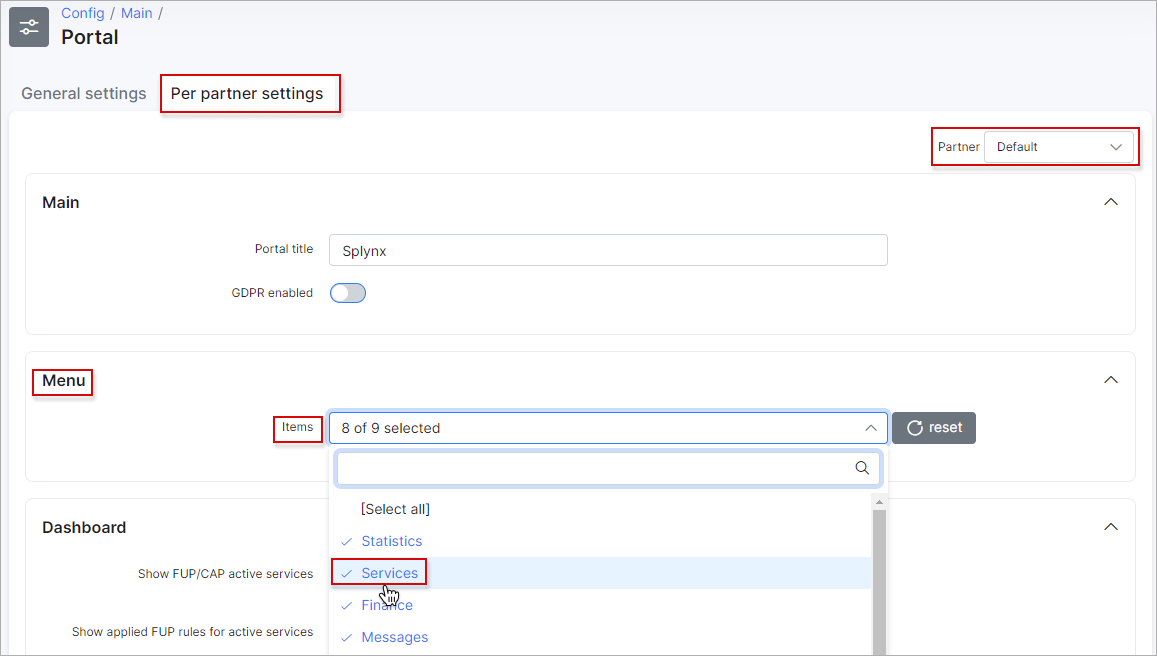 Config / Main /
Portal
General settings
Per partner settings
Partner
Default
Main
Portal title
Splynx
GDPR enabled
Menu
Items
8 of 9 selected
reset
[Select all]
Statistics
Dashboard
Show FUP/CAP active services
Services
Finance
Show applied FUP rules for active services
Messages